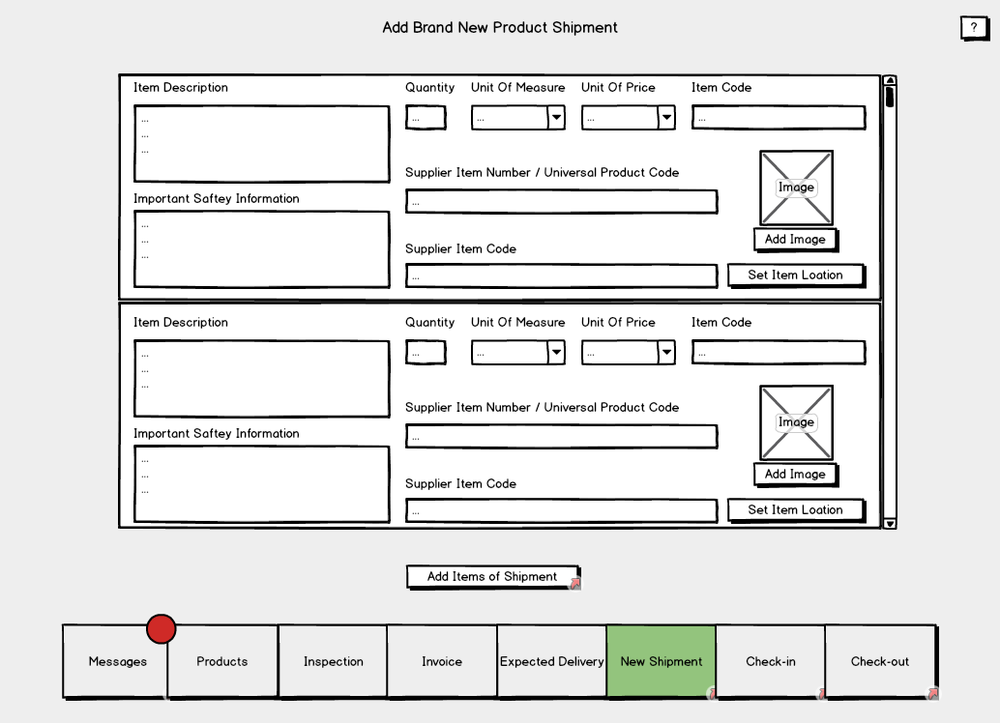 Add Brand New Product Shipment
?
Item Description
Quantity
Unit Of Measure
Unit Of Price
Item Code
...
...
...
...
...
...
...
Supplier Item Number / Universal Product Code
Image
...
Important Saftey Information
...
...
...
Add Image
Supplier Item Code
...
Set Item Loation
Item Description
Quantity
Unit Of Measure
Unit Of Price
Item Code
...
...
...
...
...
...
...
Supplier Item Number / Universal Product Code
Image
...
Important Saftey Information
...
...
...
Add Image
Supplier Item Code
...
Set Item Loation
Add Items of Shipment
Messages
Products
Inspection
Invoice
Expected Delivery
New Shipment
Check-in
Check-out